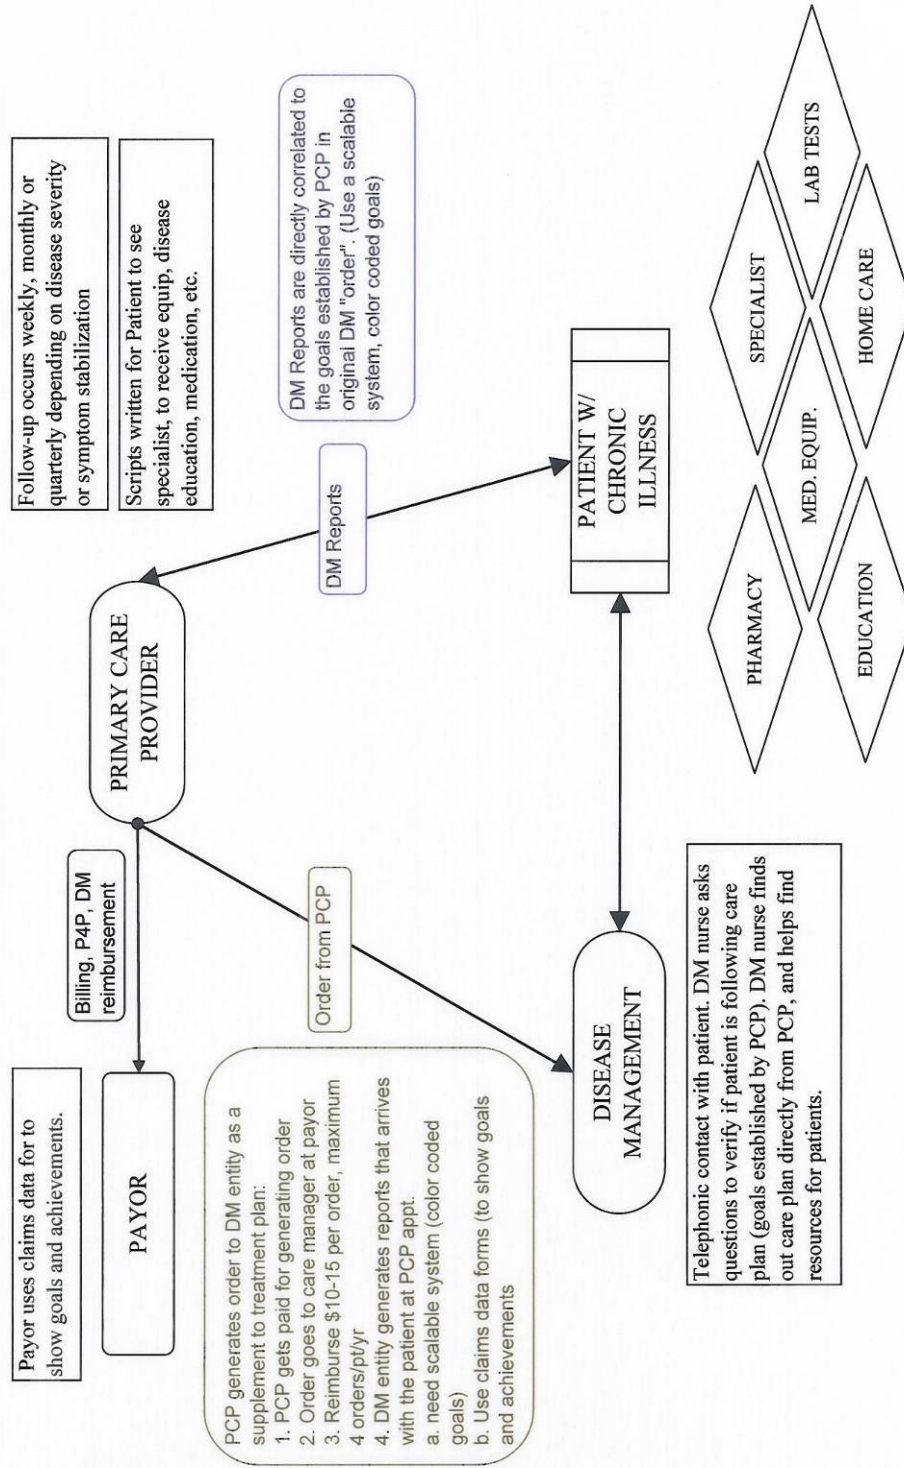 Payor uses claims data for to
show goals and achievements.
PAYOR
Billing, P4P, DM
reimbursement
PRIMARY CARE
PROVIDER
Follow-up occurs weekly, monthly or
quarterly depending on disease severity
or symptom stabilization
Scripts written for Patient to see
specialist, to receive equip, disease
education, medication, etc.
PCP generates order to DM entity as a
supplement to treatment plan:
1. PCP gets paid for generating order
2. Order goes to care manager at payor
3. Reimburse $10-15 per order, maximum
4 orders/pt/yr
4. DM entity generates reports that arrives
with the patient at PCP appt.
a. need scalable system (color coded
goals)
b. Use claims data forms (to show goals
and achievements
Order from PCP
DM Reports
DM Reports are directly correlated to
the goals established by PCP in
original DM "order". (Use a scalable
system, color coded goals)
DISEASE
MANAGEMENT
PATIENT W/
CHRONIC
ILLNESS
Telephonic contact with patient. DM nurse asks
questions to verify if patient is following care
plan (goals established by PCP). DM nurse finds
out care plan directly from PCP, and helps find
resources for patients.
PHARMACY
SPECIALIST
MED. EQUIP.
LAB TESTS
EDUCATION
HOME CARE